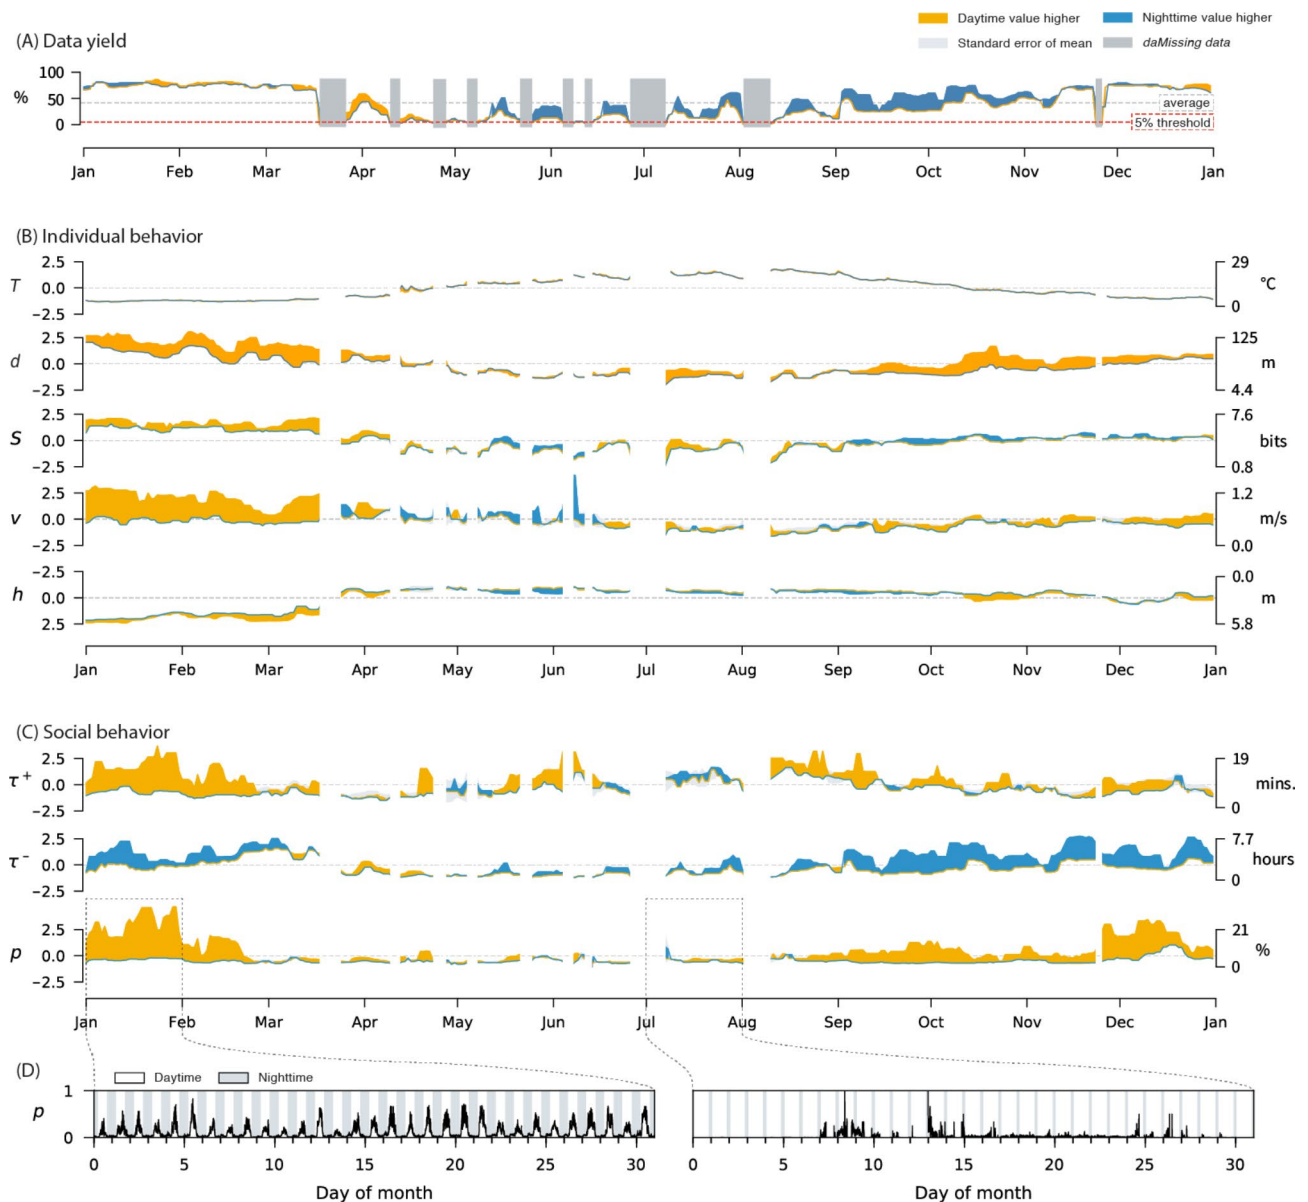 Daytime value higher
Nighttime value higher
Standard error of mean
daMissing data
(A) Data yield
100
50
0
%
average
5% threshold
Jan Feb Mar Apr May Jun Jul Aug Sep Oct Nov Dec Jan
(B) Individual behavior
2.5
T 0.0
−2.5
29
°C
0
2.5
d 0.0
−2.5
125
m
4.4
2.5
S 0.0
−2.5
7.6
bits
0.8
2.5
v 0.0
−2.5
1.2
m/s
0.0
−2.5
h 0.0
2.5
0.0
m
5.8
Jan Feb Mar Apr May Jun Jul Aug Sep Oct Nov Dec Jan
(C) Social behavior
2.5
τ+ 0.0
−2.5
19
mins.
0
2.5
τ− 0.0
−2.5
7.7
hours
0
2.5
p 0.0
−2.5
21
%
0
Jan Feb Mar Apr May Jun Jul Aug Sep Oct Nov Dec Jan
(D)
Daytime Nighttime
1
p
0
0 5 10 15 20 25 30
Day of month
0 5 10 15 20 25 30
Day of month